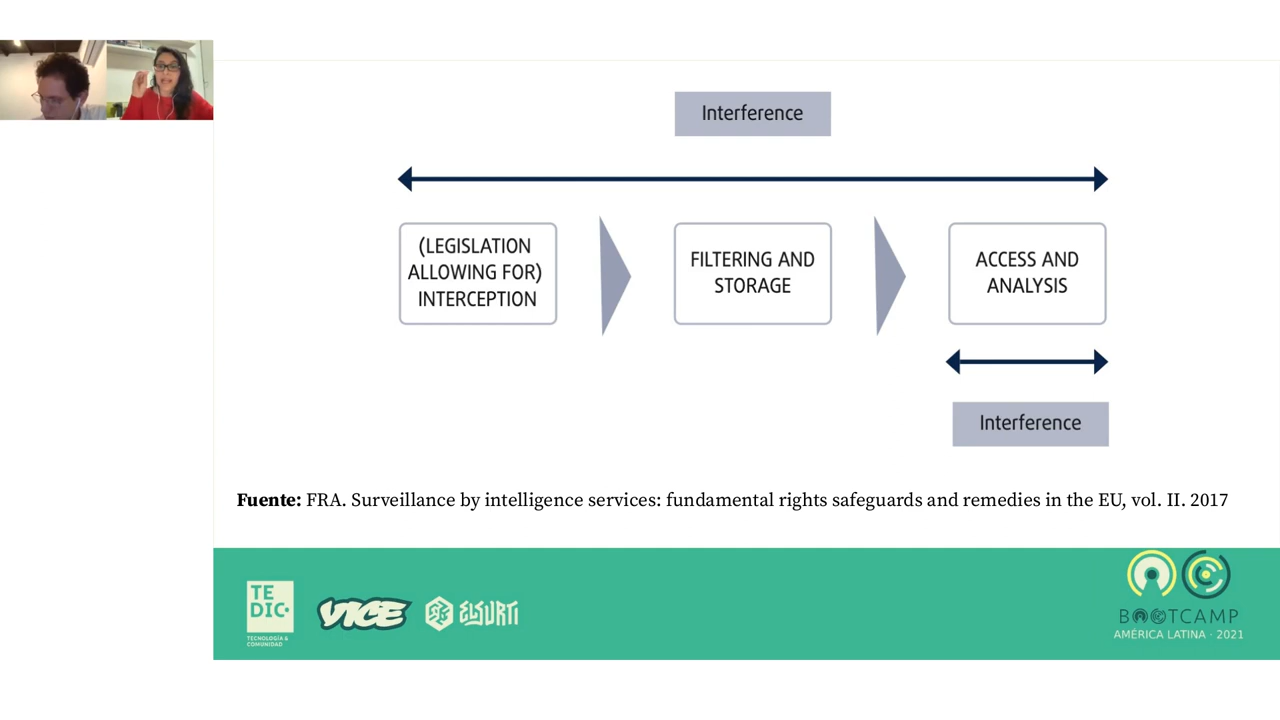 Interference
(LEGISLATION
ALLOWING FOR)
INTERCEPTION
FILTERING AND
STORAGE
ACCESS AND
ANALYSIS
Interference
Fuente: FRA. Surveillance by intelligence services: fundamental rights safeguards and remedies in the EU, vol. II. 2017
TE
DIC
TECNOLOGÍA &
COMUNIDAD
VICE
ELSURTI
BOOTCAMP
AMÉRICA LATINA · 2021